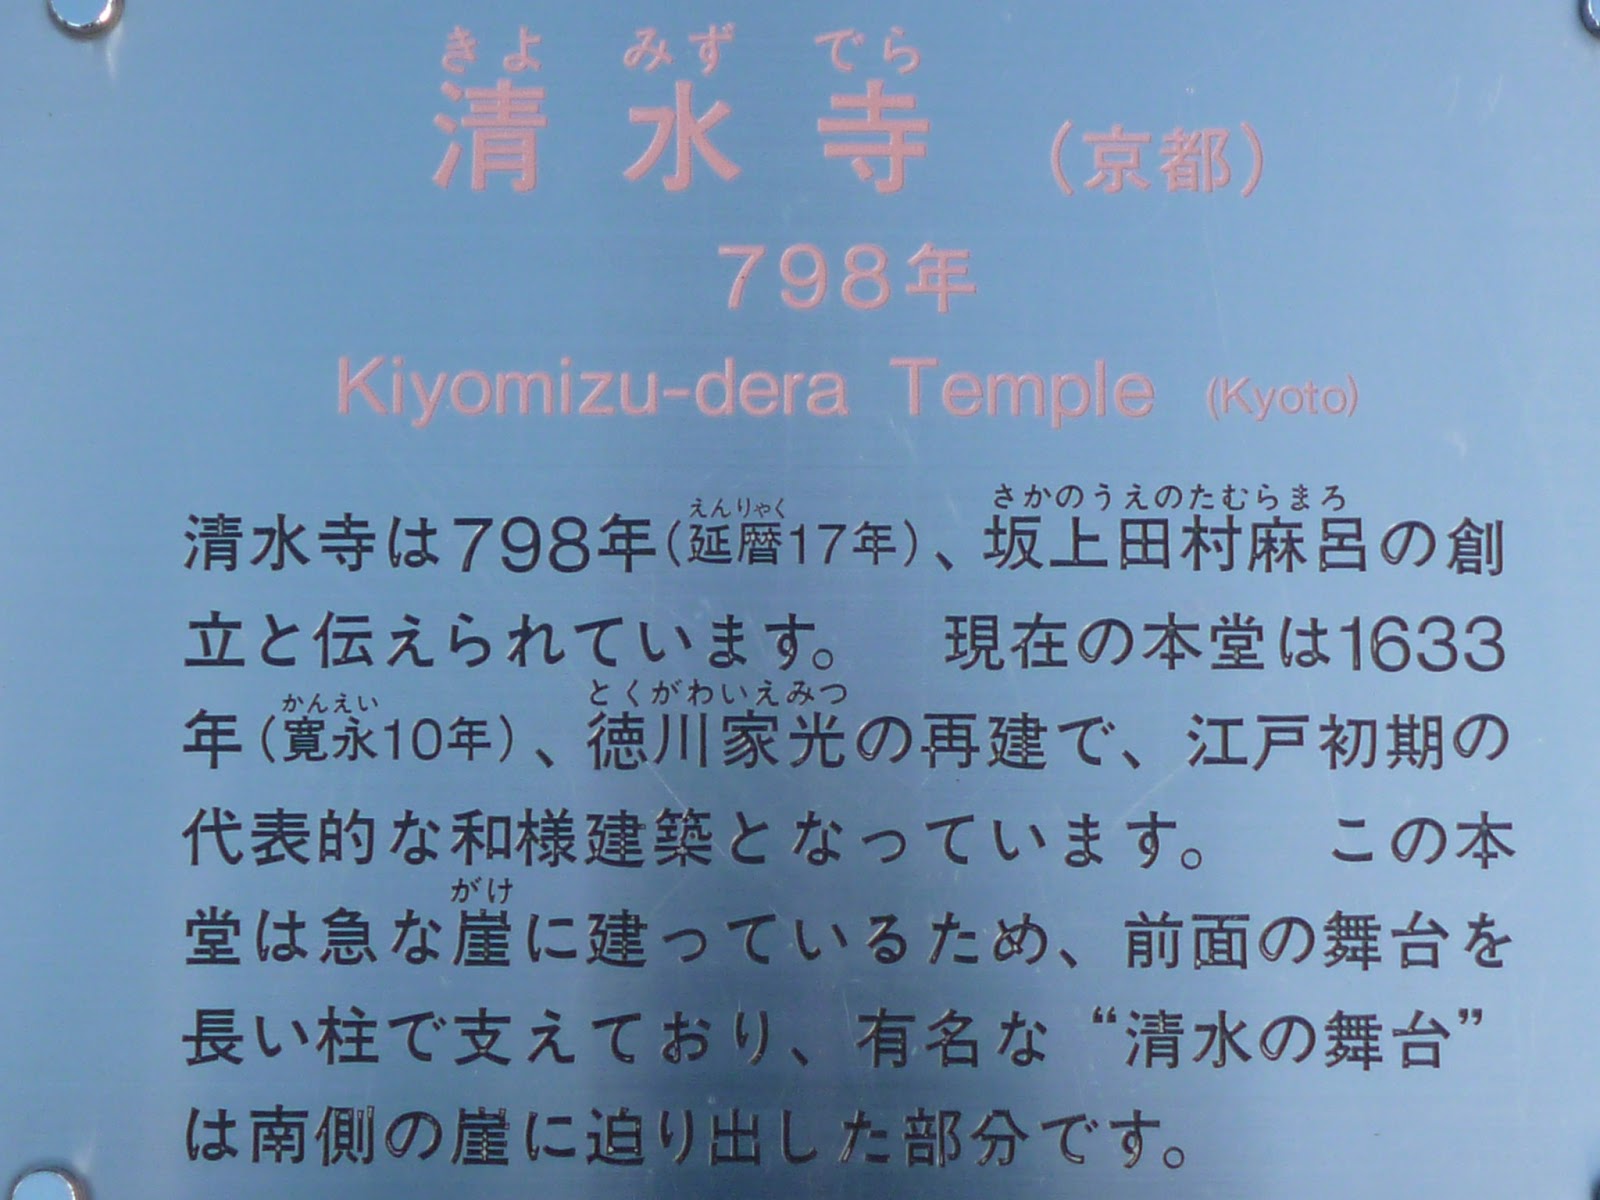 きよ みず でら
清水寺 （京都）
798年
Kiyomizu-dera Temple (Kyoto)
えんりゃく さかのうえのたむらまろ
清水寺は798年（延暦17年）、坂上田村麻呂の創
立と伝えられています。 現在の本堂は1633
かんえい とくがわいえみつ
年（寛永10年）、徳川家光の再建で、江戸初期の
代表的な和様建築となっています。 この本
がけ
堂は急な崖に建っているため、前面の舞台を
長い柱で支えており、有名な“清水の舞台”
は南側の崖に迫り出した部分です。